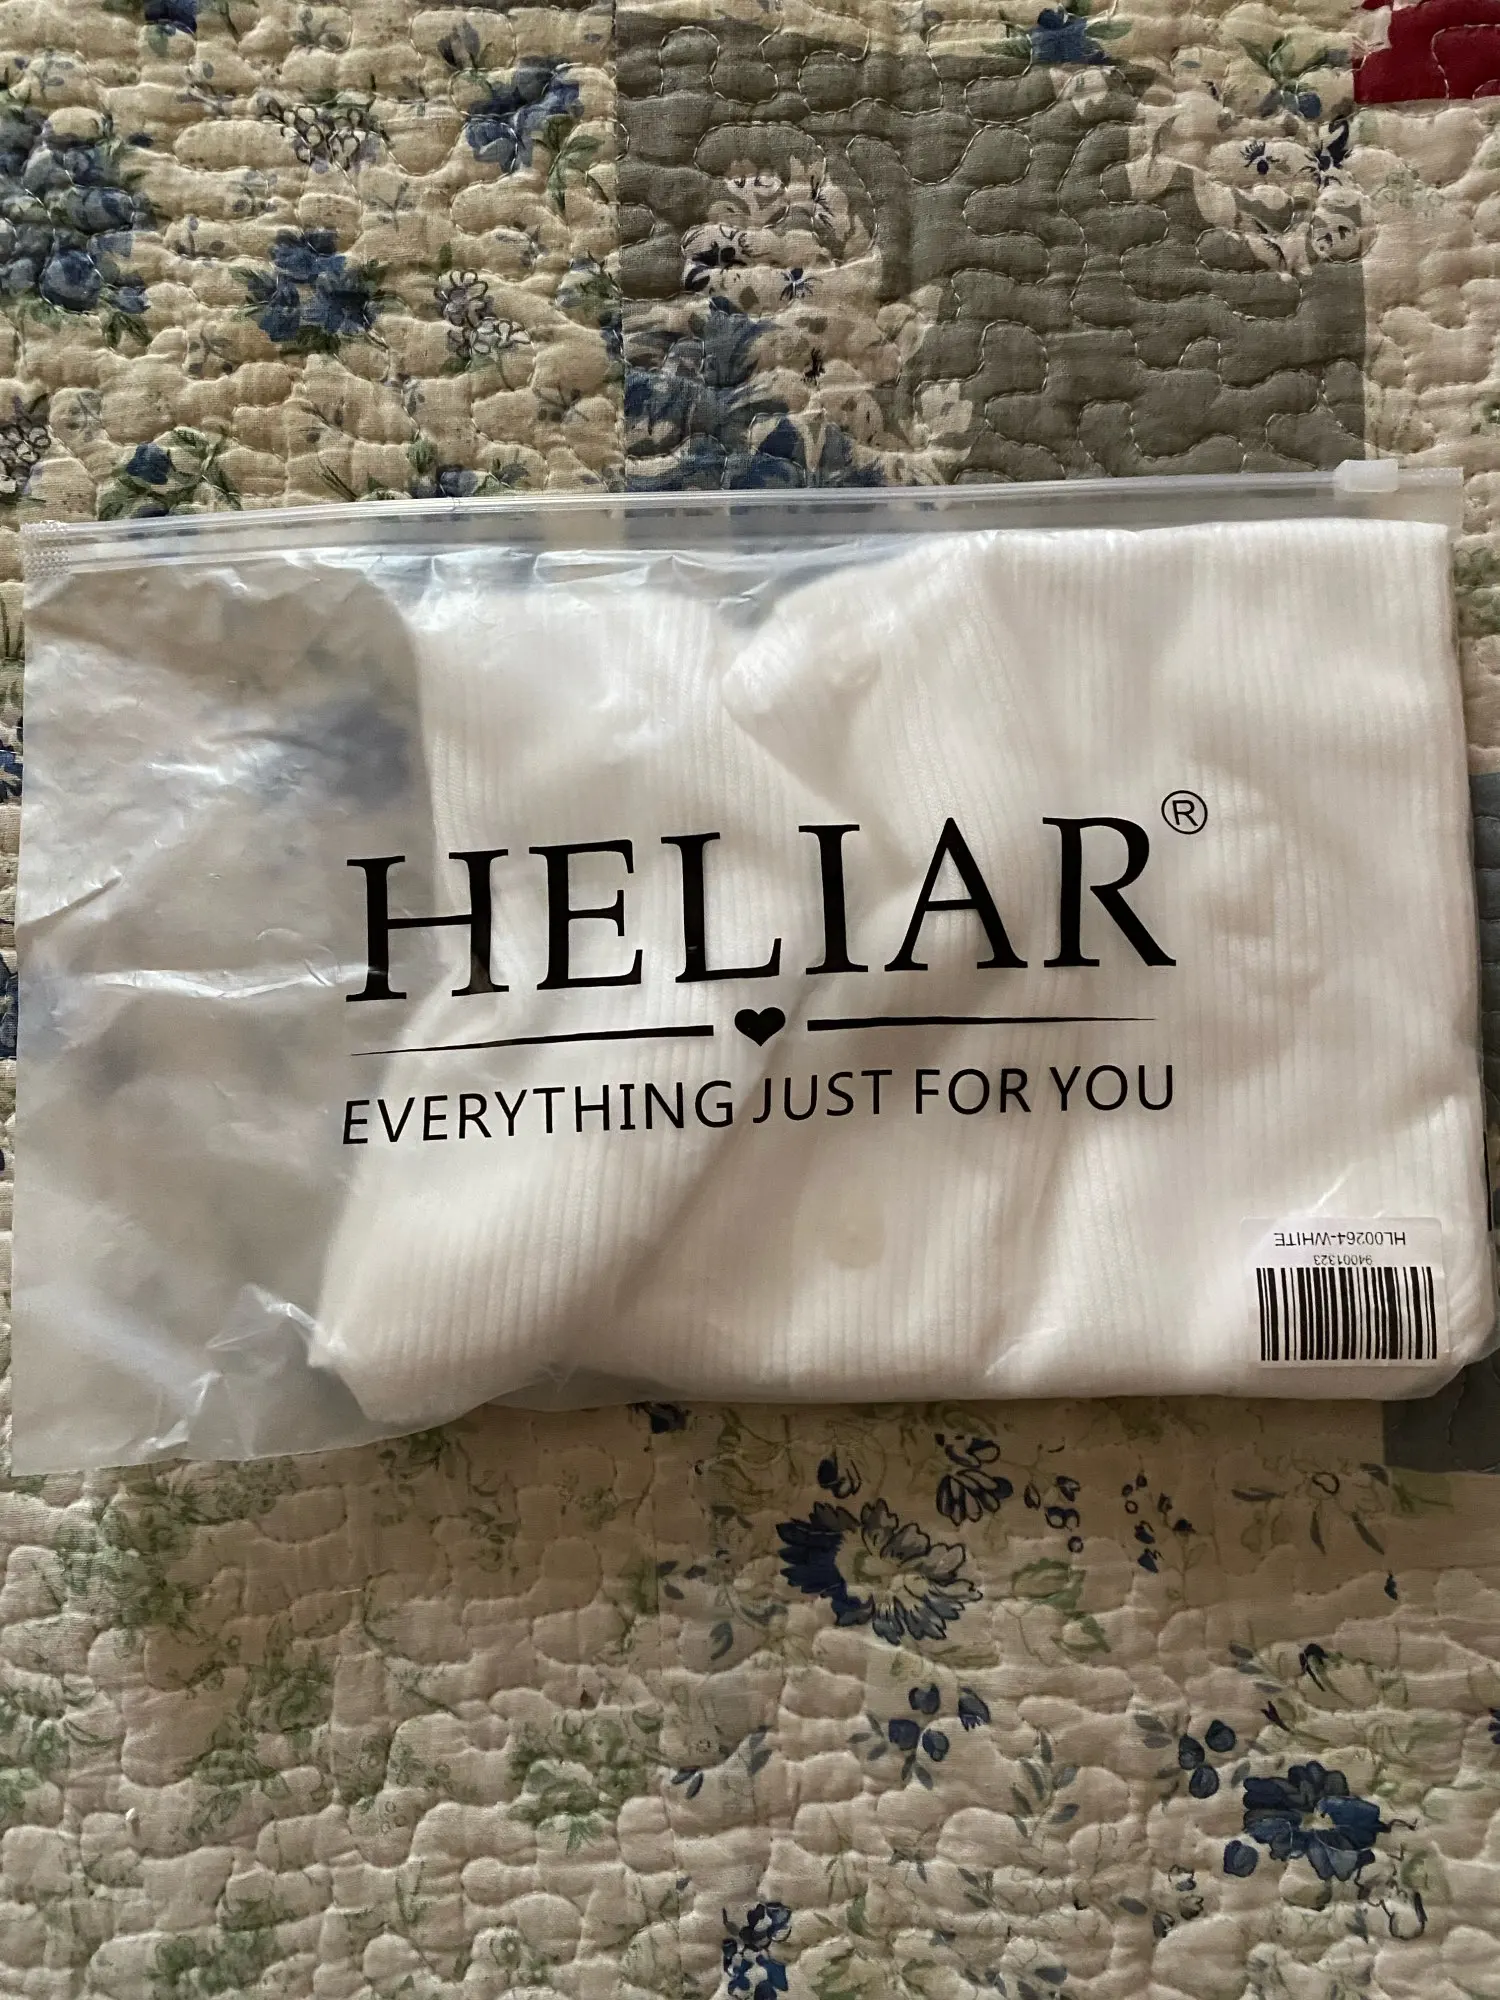 HELIAR®
EVERYTHING JUST FOR YOU
HL00264-WHITE
94001323